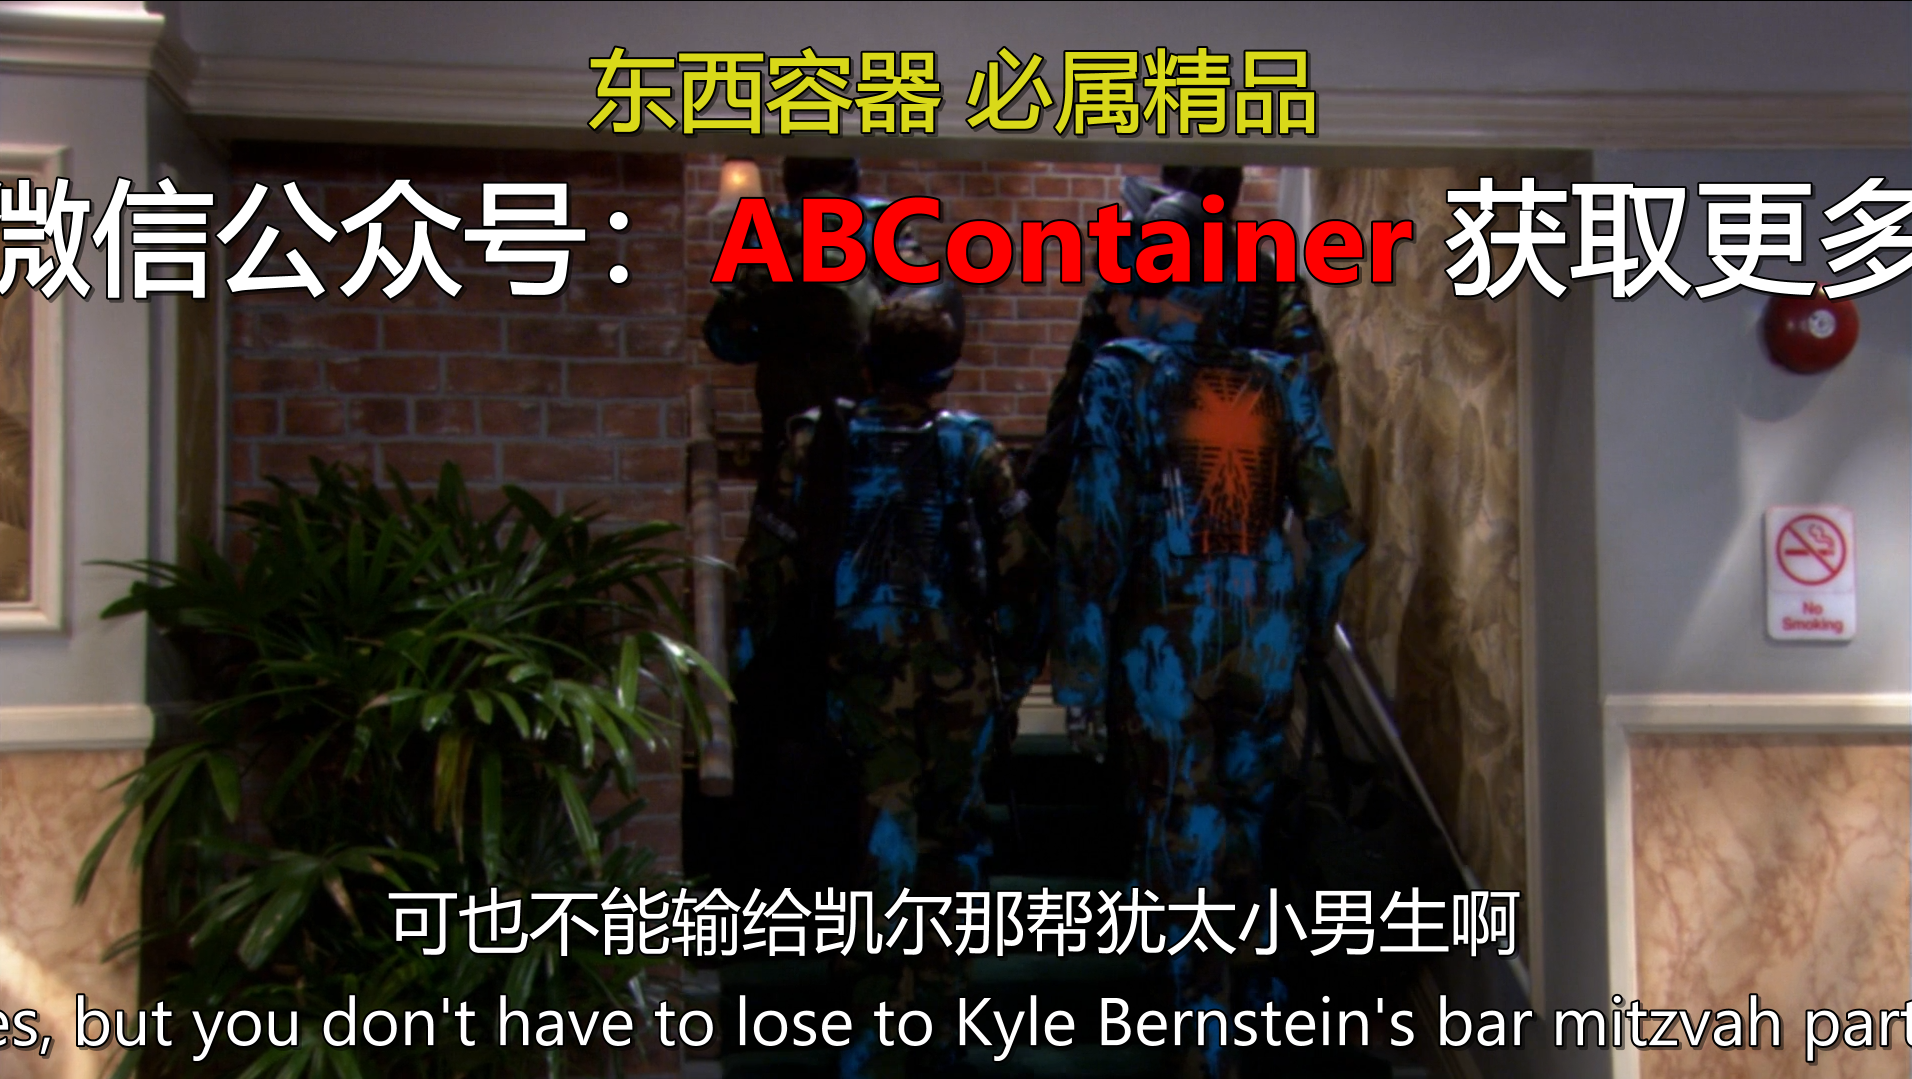 东西容器 必属精品
微信公众号： ABContainer 获取更多
No
Smoking
可也不能输给凯尔那帮犹太小男生啊
es, but you don't have to lose to Kyle Bernstein's bar mitzvah part